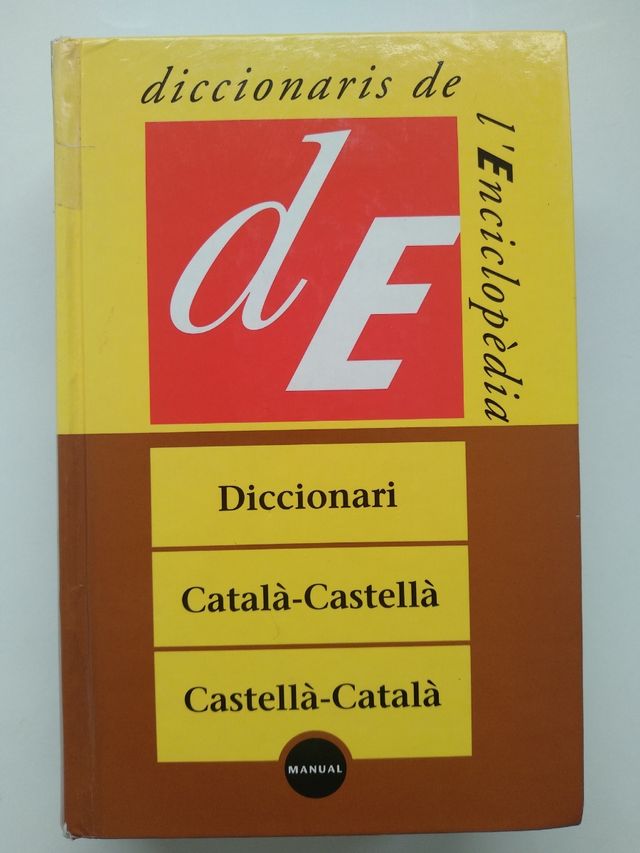 diccionaris de
l'Enciclopèdia
dE
Diccionari
Català-Castellà
Castellà-Català
MANUAL